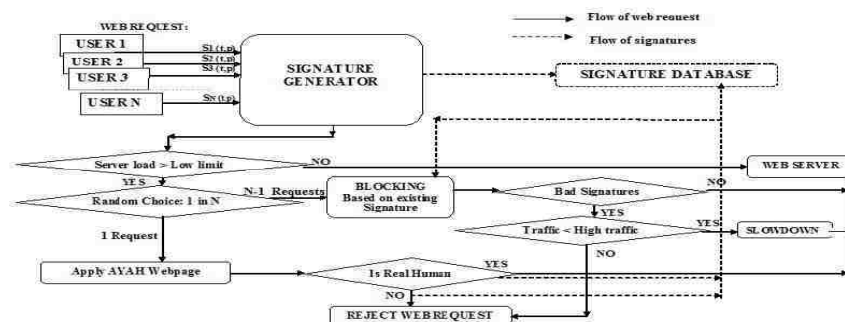 WEB REQUEST:
USER 1
USER 2
USER 3
USER N
S1 (t,p)
S2 (t,p)
S3 (t,p)
SN (t,p)
SIGNATURE
GENERATOR
Flow of web request
Flow of signatures
SIGNATURE DATABASE
Server load > Low limit
NO
WEB SERVER
YES
Random Choice: 1 in N
N-1 Requests
BLOCKING
Based on existing
Signature
Bad Signatures
NO
YES
Traffic < High traffic
YES
SLOWDOWN
NO
1 Request
Apply AYAH Webpage
Is Real Human
YES
NO
REJECT WEB REQUEST